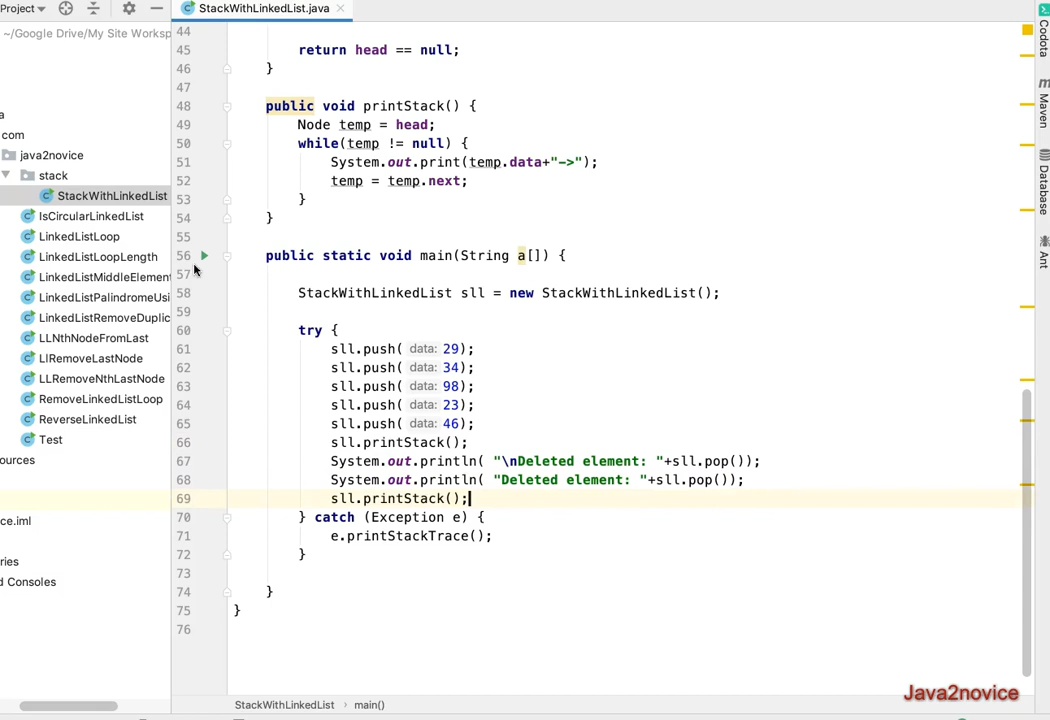 Project
StackWithLinkedList.java
~/Google Drive/My Site Worksp
a
com
java2novice
stack
StackWithLinkedList
IsCircularLinkedList
LinkedListLoop
LinkedListLoopLength
LinkedListMiddleElement
LinkedListPalindromeUsi
LinkedListRemoveDuplic
LLNthNodeFromLast
LlRemoveLastNode
LLRemoveNthLastNode
RemoveLinkedListLoop
ReverseLinkedList
Test
ources
ce.iml
ries
d Consoles
44
45 return head == null;
46 }
47
48 public void printStack() {
49 Node temp = head;
50 while(temp != null) {
51 System.out.print(temp.data+"->");
52 temp = temp.next;
53 }
54 }
55
56 public static void main(String a[]) {
57
58 StackWithLinkedList sll = new StackWithLinkedList();
59
60 try {
61 sll.push( data: 29);
62 sll.push( data: 34);
63 sll.push( data: 98);
64 sll.push( data: 23);
65 sll.push( data: 46);
66 sll.printStack();
67 System.out.println( "\nDeleted element: "+sll.pop());
68 System.out.println( "Deleted element: "+sll.pop());
69 sll.printStack();
70 } catch (Exception e) {
71 e.printStackTrace();
72 }
73
74 }
75 }
76
StackWithLinkedList › main()
Codota
Maven
Database
Ant
Java2novice